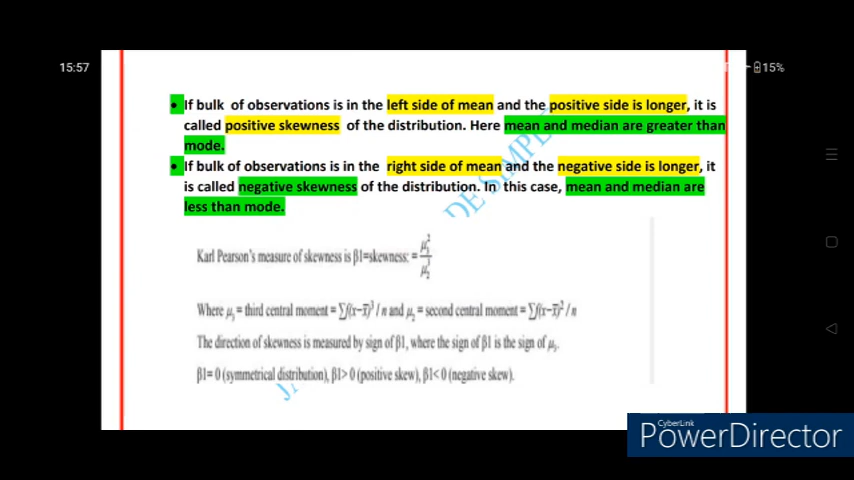 15:57
15%
• If bulk of observations is in the left side of mean and the positive side is longer, it is
called positive skewness of the distribution. Here mean and median are greater than
mode.
• If bulk of observations is in the right side of mean and the negative side is longer, it
is called negative skewness of the distribution. In this case, mean and median are
less than mode.
Karl Pearson's measure of skewness is β1=skewness: = μ₃²/μ₂³
Where μ₃ = third central moment = ∑f(x−x̅)³ / n and μ₂ = second central moment = ∑f(x−x̅)² / n
The direction of skewness is measured by sign of β1, where the sign of β1 is the sign of μ₃.
β1= 0 (symmetrical distribution), β1> 0 (positive skew), β1< 0 (negative skew).
DE SIMPLE
CyberLink
PowerDirector